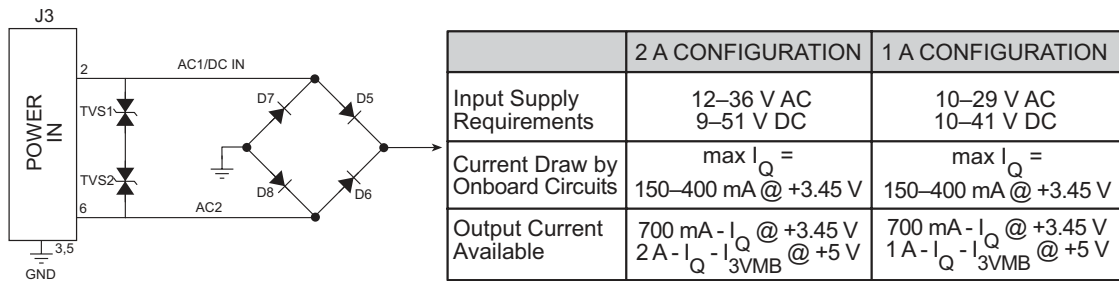 J3
POWER
IN
2
AC1/DC IN
TVS1
TVS2
D7
D5
D8
D6
6
AC2
3,5
GND
2 A CONFIGURATION
1 A CONFIGURATION
Input Supply
Requirements
12–36 V AC
9–51 V DC
10–29 V AC
10–41 V DC
Current Draw by
Onboard Circuits
max IQ =
150–400 mA @ +3.45 V
max IQ =
150–400 mA @ +3.45 V
Output Current
Available
700 mA - IQ @ +3.45 V
2 A - IQ - I3VMB @ +5 V
700 mA - IQ @ +3.45 V
1 A - IQ - I3VMB @ +5 V